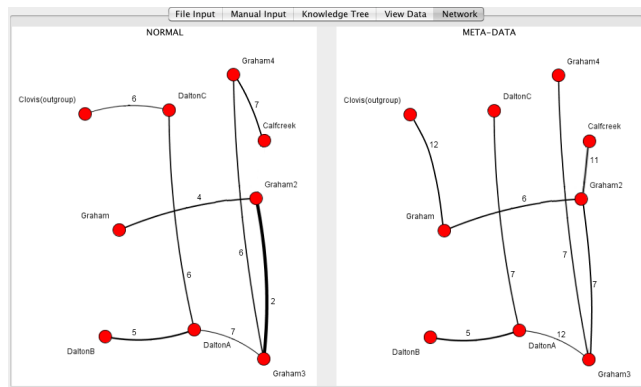 File Input Manual Input Knowledge Tree View Data Network
NORMAL
Graham4
Clovis(outgroup) 6 DaltonC
7
Calfcreek
Graham2
4
Graham
6
6
2
5 7
DaltonB DaltonA
Graham3
META-DATA
Graham4
Clovis(outgroup) DaltonC
Calfcreek
12
11
Graham2
6
Graham
7
7
7
5 12
DaltonB DaltonA
Graham3